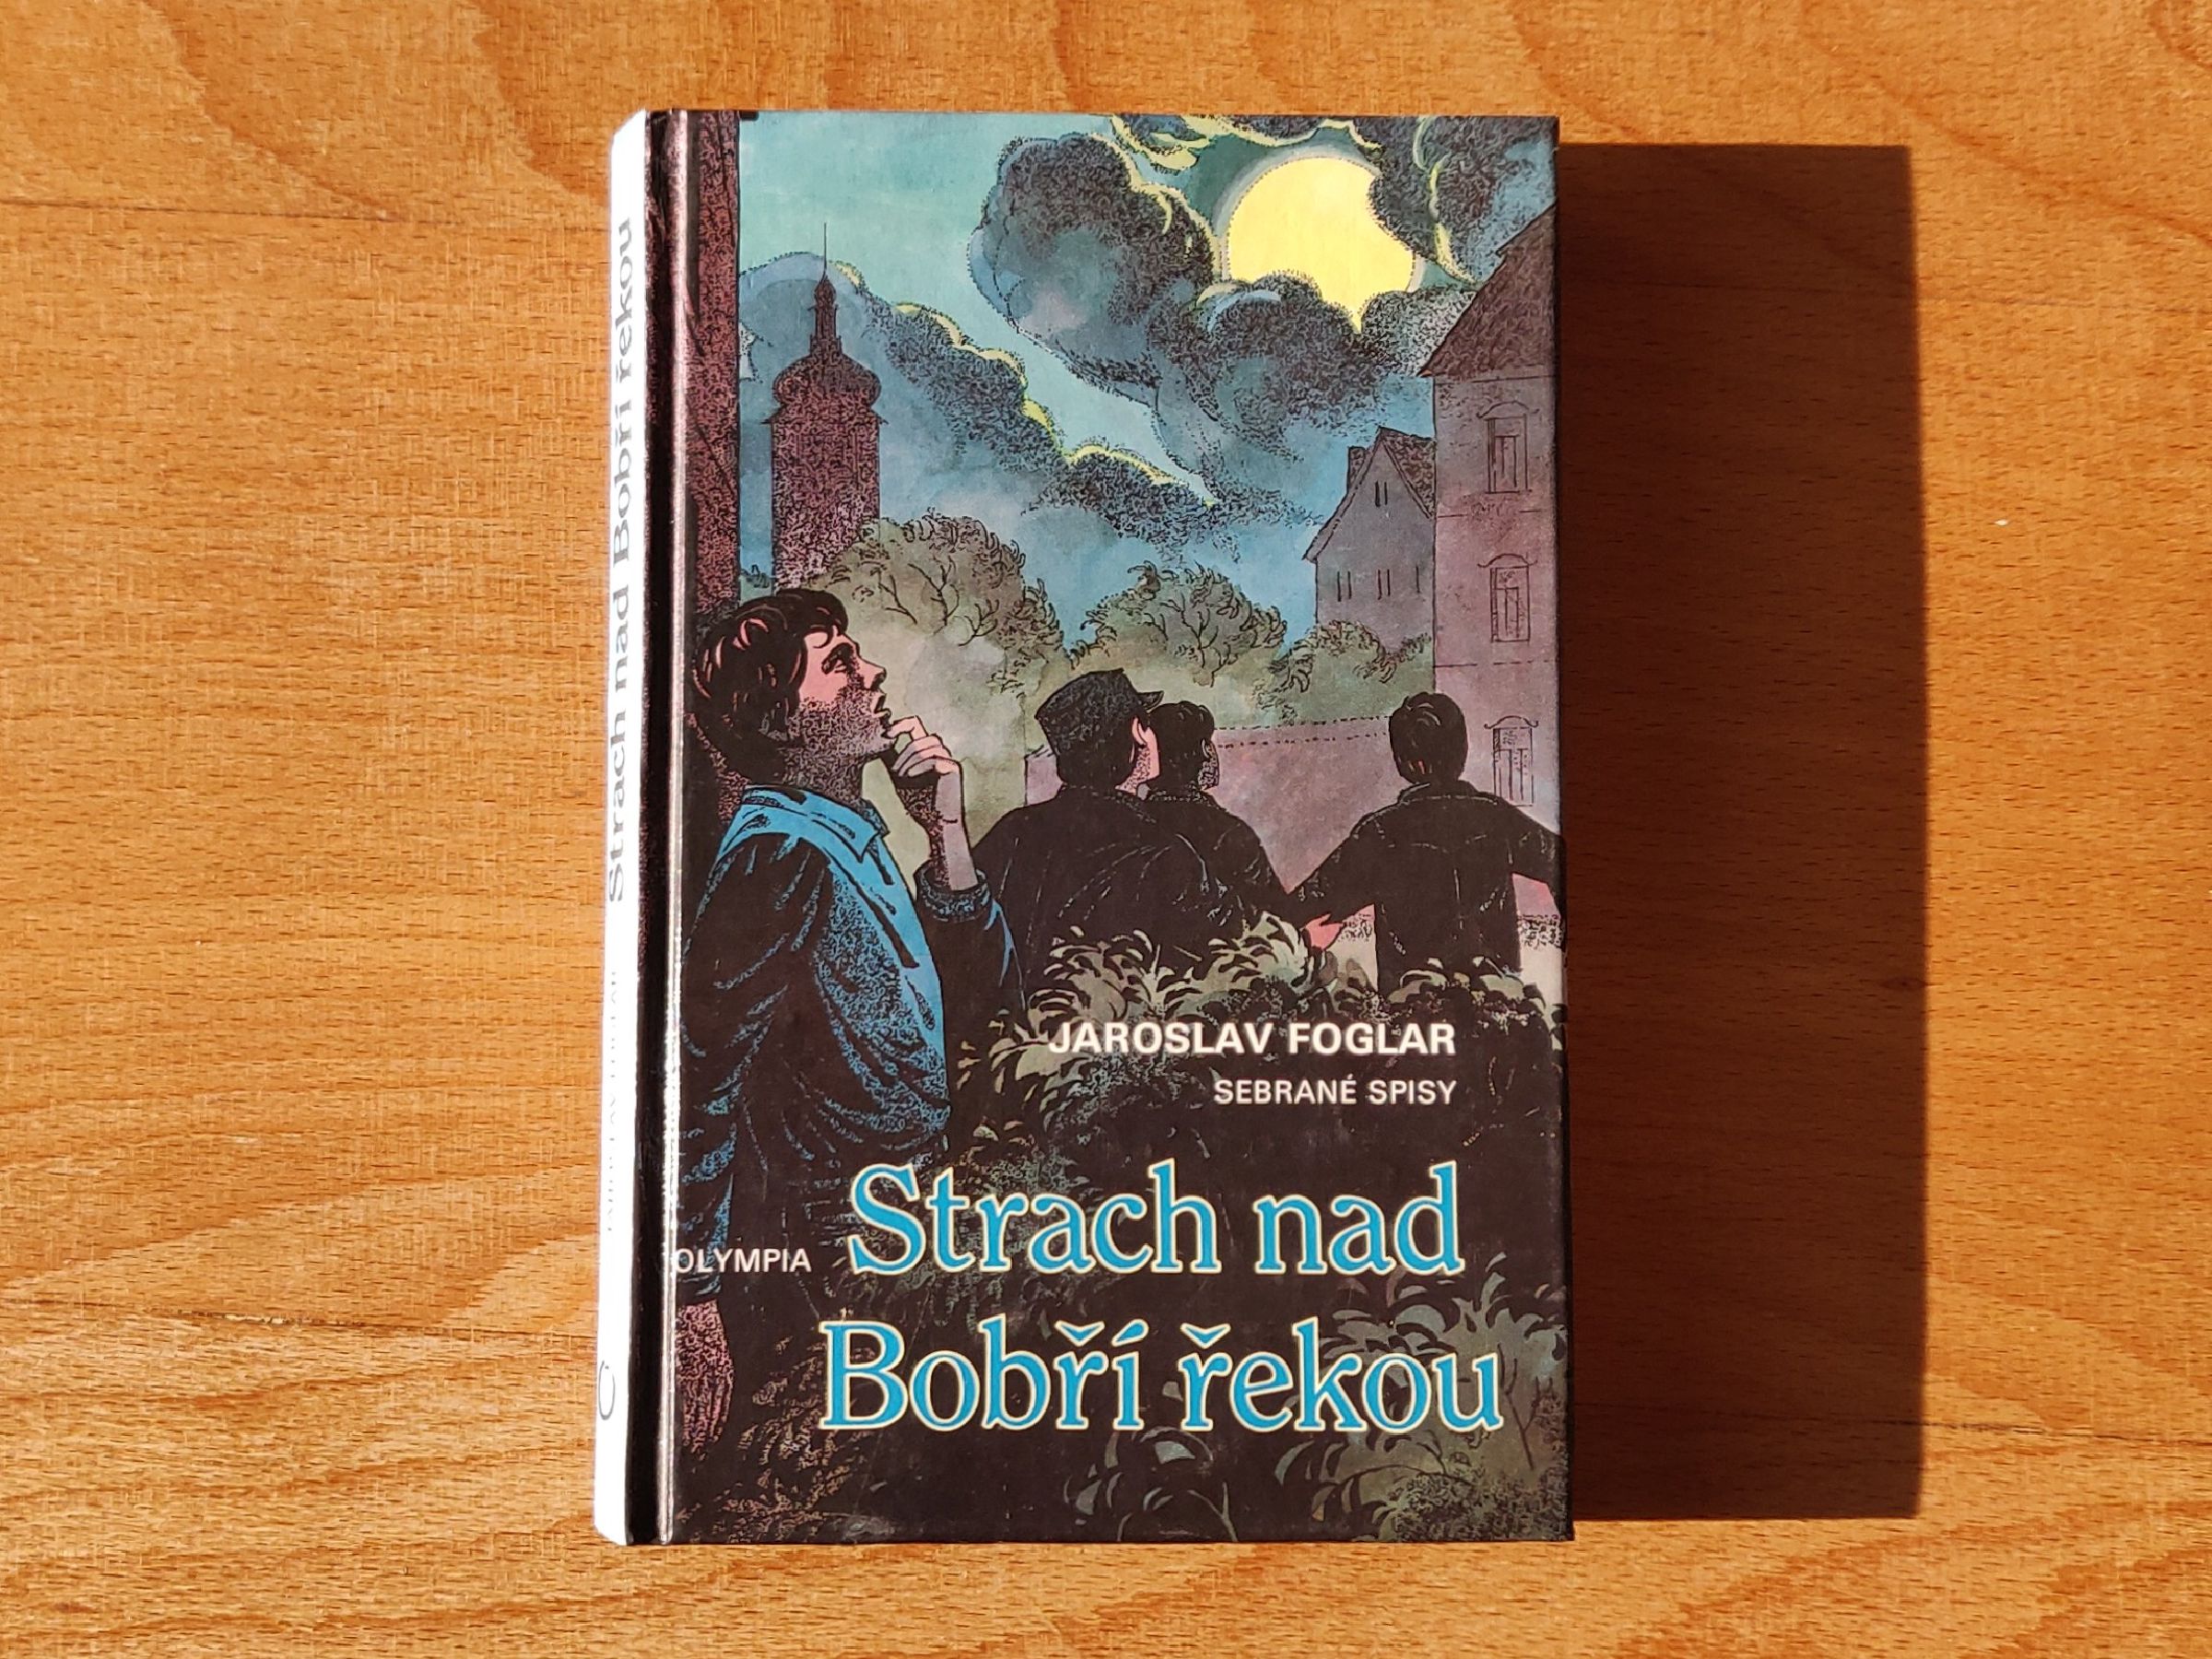 Strach nad Bobří řekou
JAROSLAV FOGLAR
SEBRANÉ SPISY
OLYMPIA
Strach nad
Bobří řekou